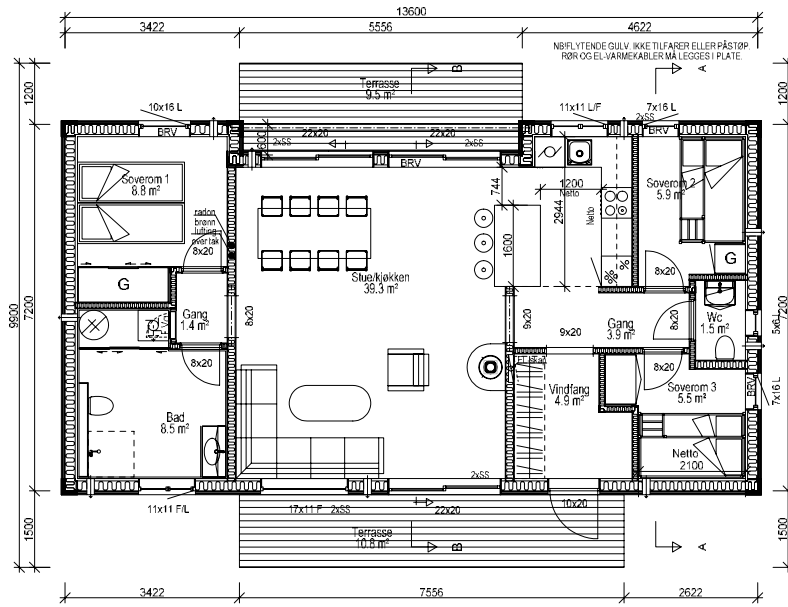 13600
3422
5556
4622
NB!FLYTENDE GULV. IKKE TILFARER ELLER PÅSTØP.
RØR OG EL-VARMEKABLER MÅ LEGGES I PLATE.
Terrasse
9.5 m²
B
A
1200
1200
10x16 L
11x11 L/F
7x16 L
2xSS
BRV
BRV
600
22x20
22x20
2xSS
2xSS
BRV
Soverom 1
8.8 m²
744
1200
Netto
2944
Netto
Soverom 2
5.9 m²
radon
brønn
lufting
over tak
8x20
1600
G
G
8x20
Stue/kjøkken
39.3 m²
9900
7200
7200
Gang
1.4 m²
8x20
9x20
9x20
Gang
3.9 m²
8x20
Wc
1.5 m²
5x6 L
8x20
8x20
BRV
7x16 L
Vindfang
4.9 m²
Soverom 3
5.5 m²
Bad
8.5 m²
Netto
2100
2xSS
11x11 F/L
17x11 F
2xSS
22x20
10x20
1500
1500
Terrasse
10.8 m²
B
A
3422
7556
2622